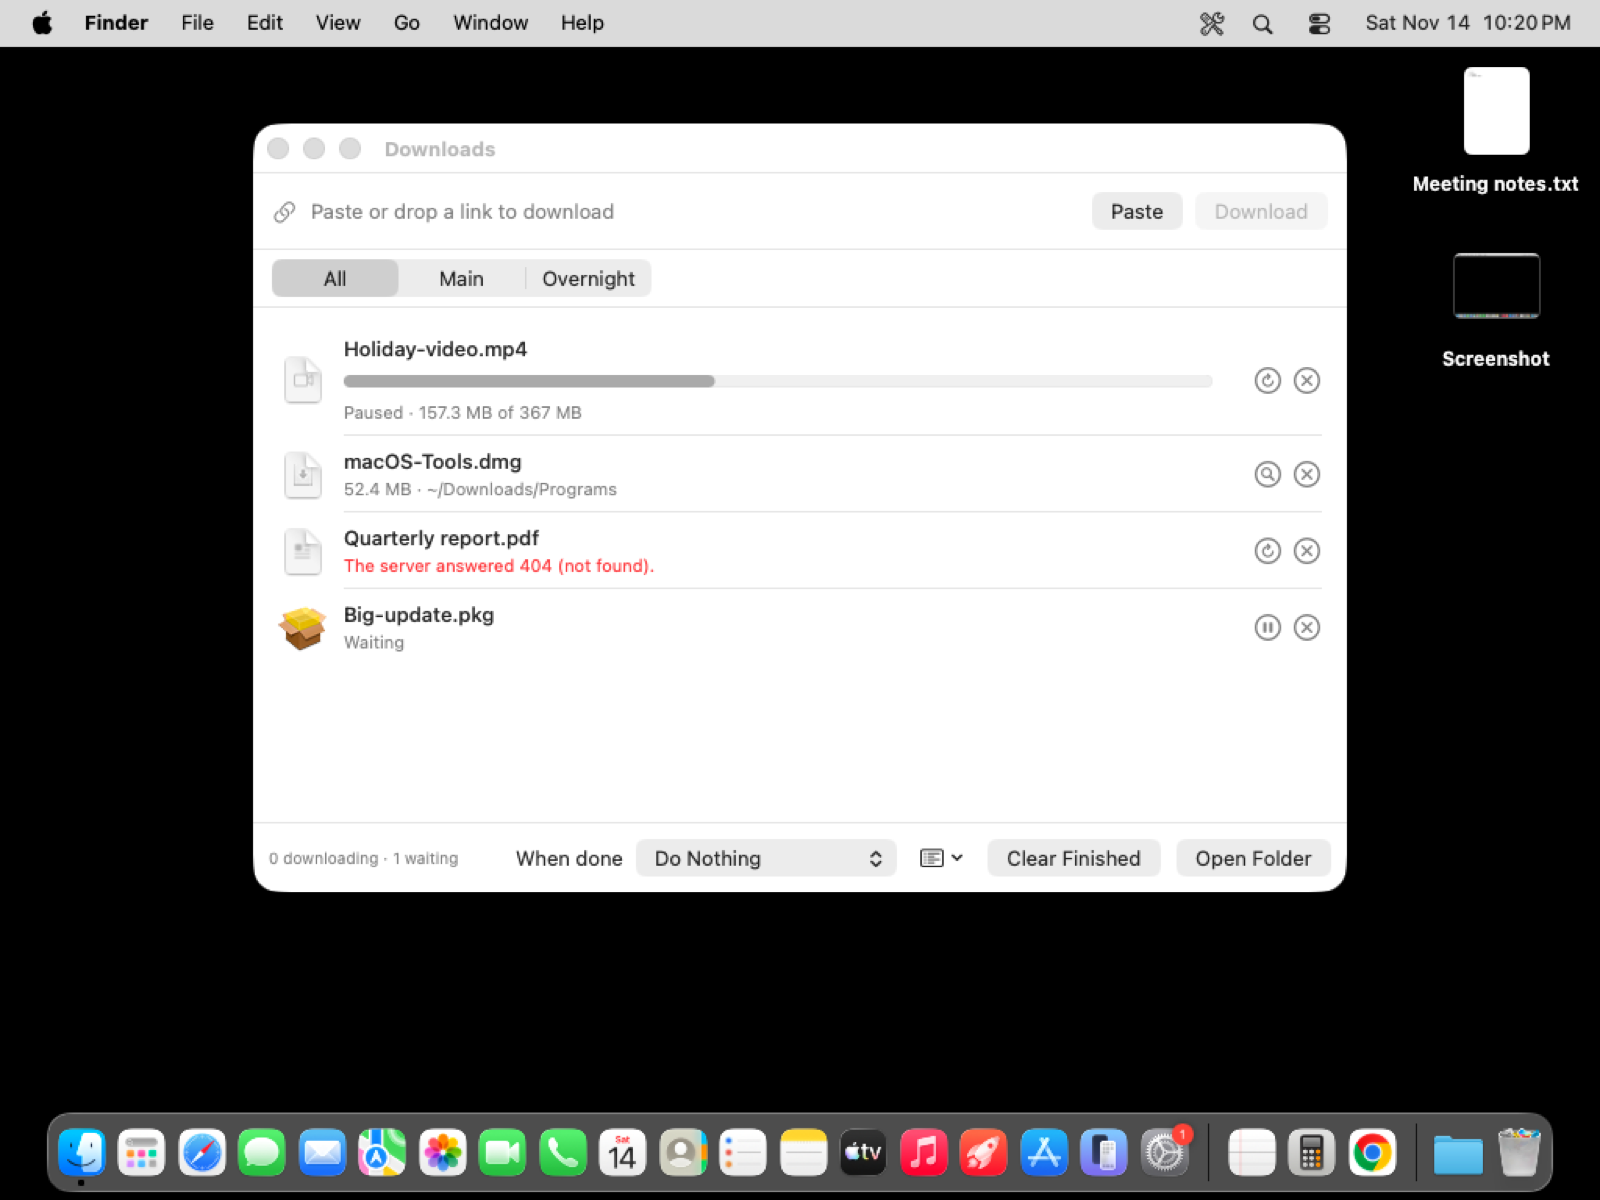 Finder File Edit View Go Window Help Sat Nov 14 10:20 PM
Meeting notes.txt
Screenshot
Downloads
Paste or drop a link to download Paste Download
All Main Overnight
Holiday-video.mp4
Paused · 157.3 MB of 367 MB
macOS-Tools.dmg
52.4 MB · ~/Downloads/Programs
Quarterly report.pdf
The server answered 404 (not found).
Big-update.pkg
Waiting
0 downloading · 1 waiting When done Do Nothing Clear Finished Open Folder
Sat
14
tv
1